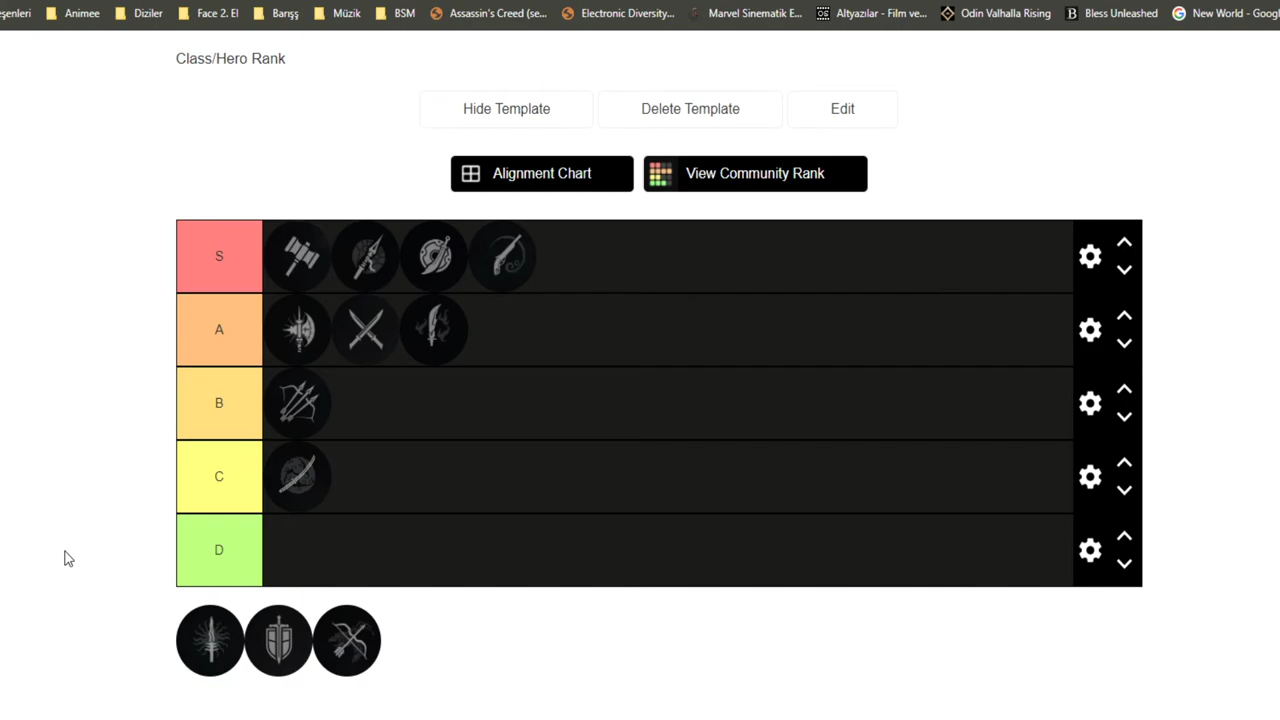 eşenleri Animee Diziler Face 2. El Barışş Müzik BSM Assassin's Creed (se... Electronic Diversity... Marvel Sinematik E... Altyazılar - Film ve... Odin Valhalla Rising Bless Unleashed New World - Goog
Class/Hero Rank
Hide Template Delete Template Edit
Alignment Chart View Community Rank
S
A
B
C
D